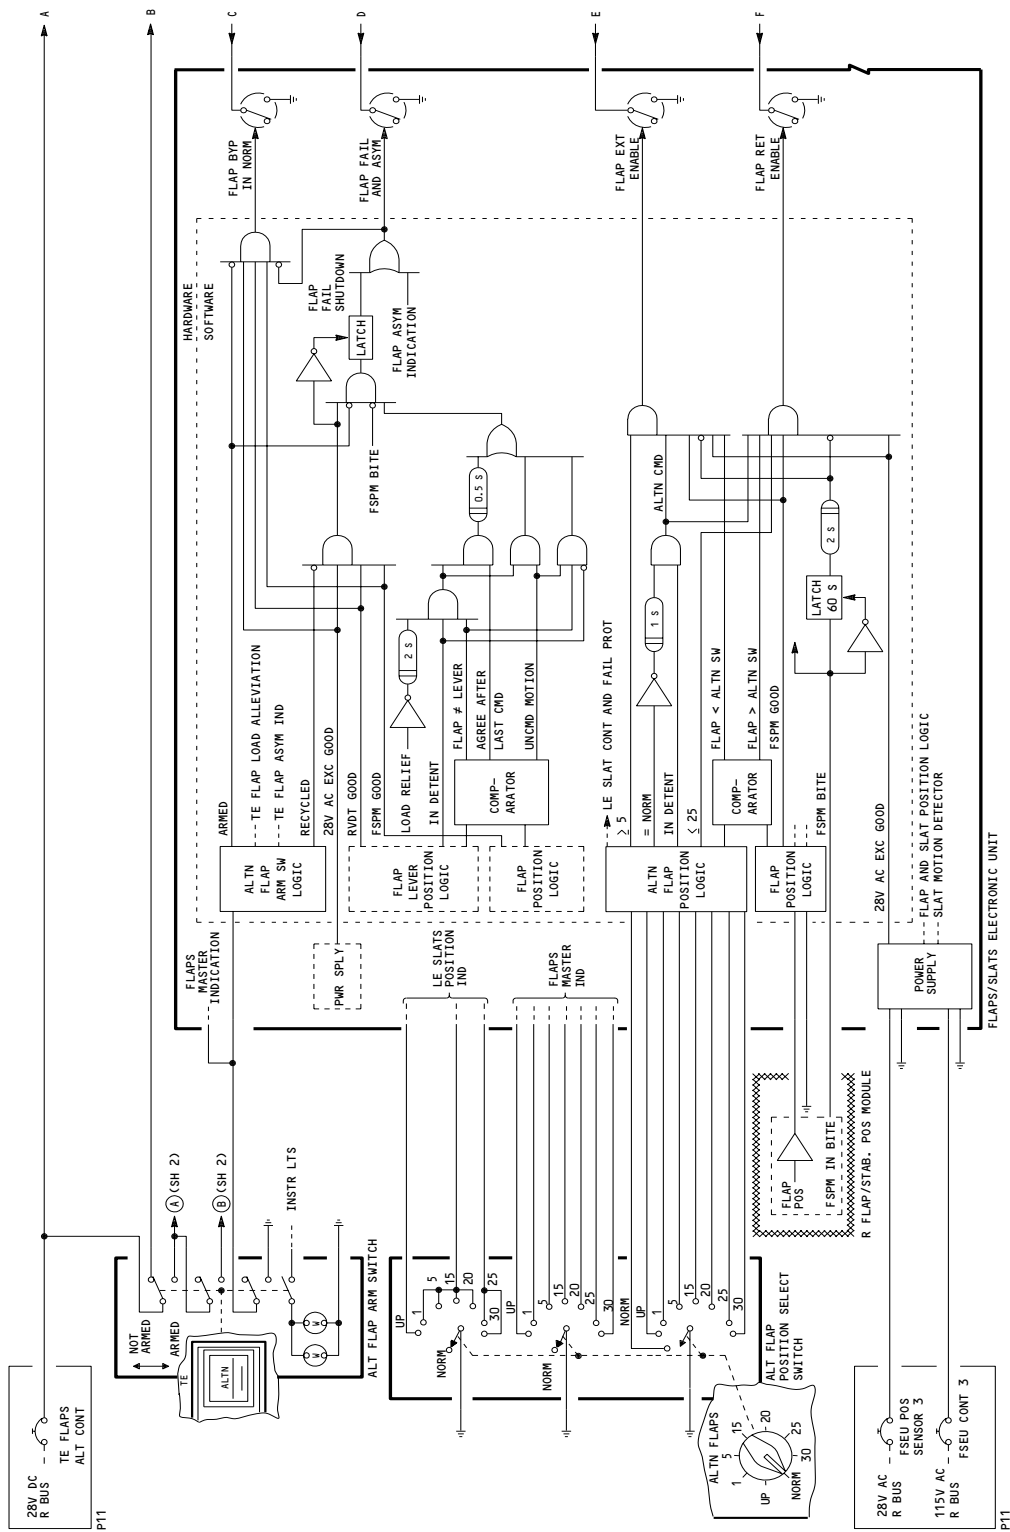 A
B
C
D
E
F
FLAP BYP
IN NORM
FLAP FAIL
AND ASYM
FLAP EXT
ENABLE
FLAP RET
ENABLE
HARDWARE
SOFTWARE
FLAP
FAIL
SHUTDOWN
LATCH
FLAP ASYM
INDICATION
FSPM BITE
0.5 S
ALTN CMD
2 S
LATCH
60 S
1 S
2 S
ARMED
TE FLAP LOAD ALLEVIATION
TE FLAP ASYM IND
RECYCLED
28V AC EXC GOOD
RVDT GOOD
FSPM GOOD
LOAD RELIEF
IN DETENT
FLAP ≠ LEVER
AGREE AFTER
LAST CMD
UNCMD MOTION
COMP-
ARATOR
LE SLAT CONT AND FAIL PROT
≥ 5
= NORM
IN DETENT
≤ 25
FLAP < ALTN SW
FLAP > ALTN SW
COMP-
ARATOR
FSPM GOOD
FSPM BITE
28V AC EXC GOOD
FLAP AND SLAT POSITION LOGIC
SLAT MOTION DETECTOR
ALTN
FLAP
ARM SW
LOGIC
FLAP
LEVER
POSITION
LOGIC
FLAP
POSITION
LOGIC
ALTN
FLAP
POSITION
LOGIC
FLAP
POSITION
LOGIC
FLAPS
MASTER
INDICATION
PWR SPLY
LE SLATS
POSITION
IND
FLAPS
MASTER
IND
POWER
SUPPLY
FLAPS/SLATS ELECTRONIC UNIT
A (SH 2)
B (SH 2)
INSTR LTS
NOT
ARMED
ARMED
TE
ALTN
W
W
ALT FLAP ARM SWITCH
UP
1
5
15
20
25
30
NORM
UP
1
5
15
20
25
30
NORM
NORM
UP
1
5
15
20
25
30
ALT FLAP
POSITION SELECT
SWITCH
FLAP
POS
FSPM IN BITE
R FLAP/STAB. POS MODULE
28V DC
R BUS
TE FLAPS
ALT CONT
P11
ALTN FLAPS
UP
1
5
15
20
25
30
NORM
28V AC
R BUS
FSEU POS
SENSOR 3
115V AC
R BUS
FSEU CONT 3
P11